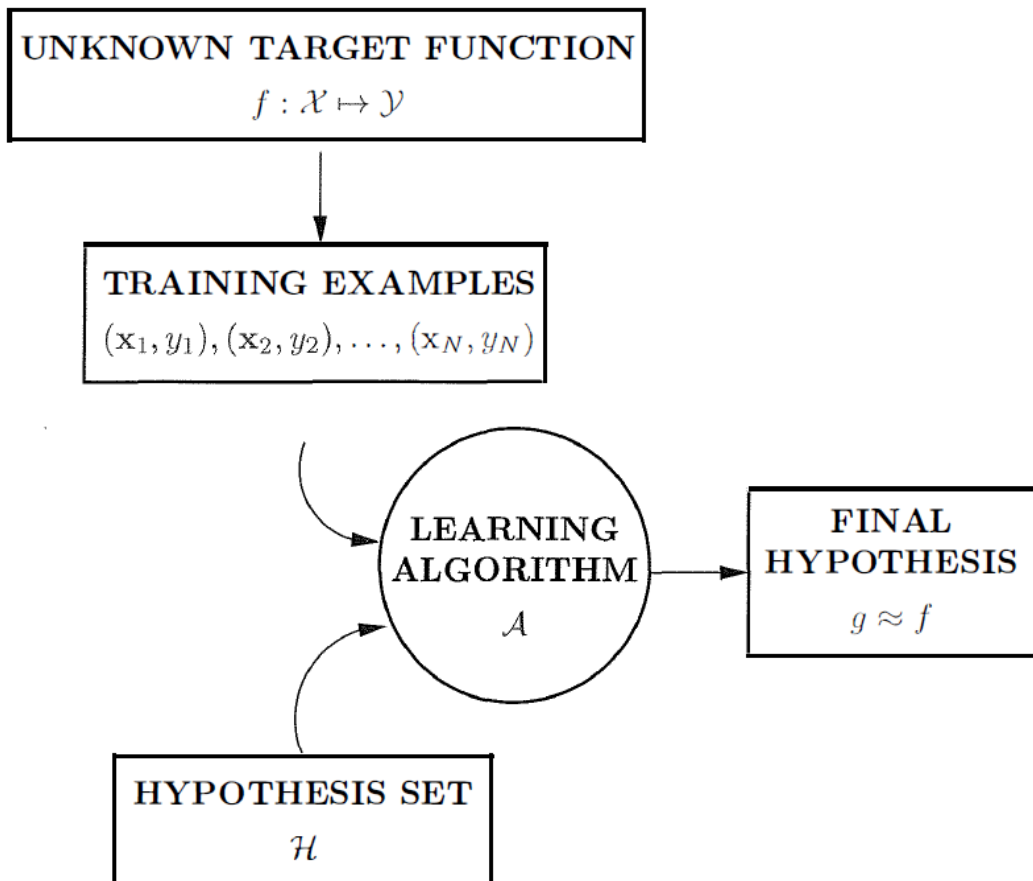 UNKNOWN TARGET FUNCTION
f : 𝒳 ↦ 𝒴
TRAINING EXAMPLES
(x₁, y₁), (x₂, y₂), . . . , (x_N, y_N)
LEARNING
ALGORITHM
𝒜
FINAL
HYPOTHESIS
g ≈ f
HYPOTHESIS SET
ℋ